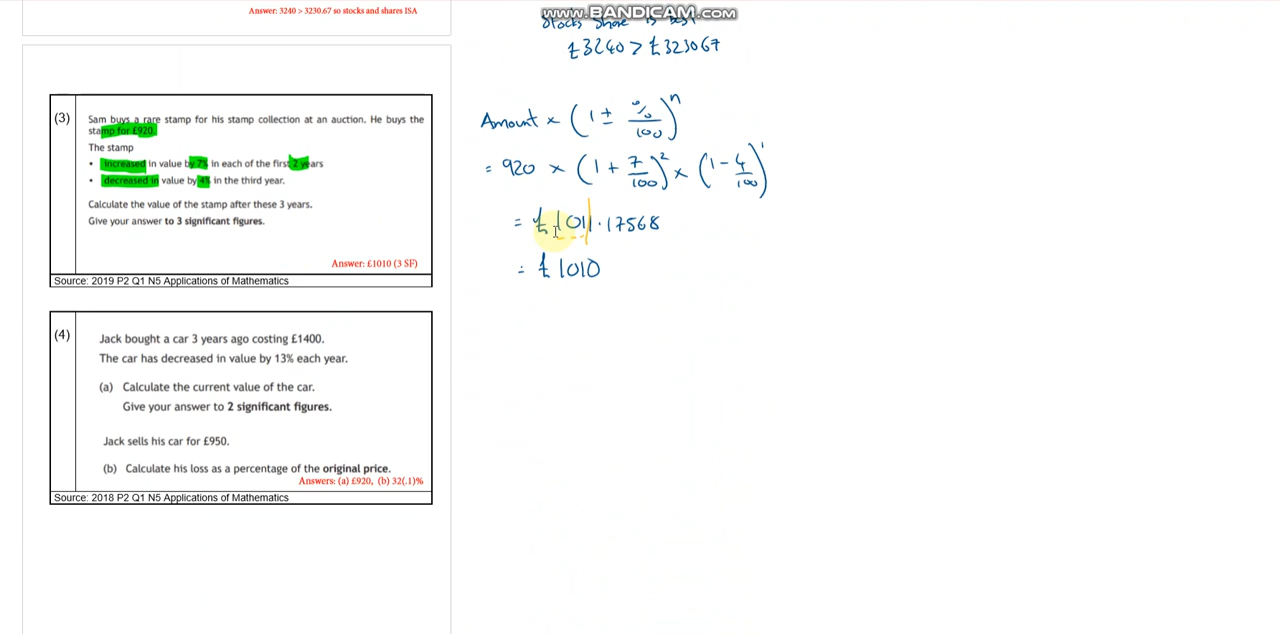 Answer: 3240 > 3230.67 so stocks and shares ISA
www.BANDICAM.com
Stocks Share is best
£3240 > £323067
(3)
Sam buys a rare stamp for his stamp collection at an auction. He buys the
stamp for £920.
The stamp
• increased in value by 7% in each of the first 2 years
• decreased in value by 4% in the third year.
Calculate the value of the stamp after these 3 years.
Give your answer to 3 significant figures.
Answer: £1010 (3 SF)
Source: 2019 P2 Q1 N5 Applications of Mathematics
Amount × (1 ± %/100)^n
= 920 × (1 + 7/100)^2 × (1 - 4/100)^1
= £1011.17568
= £1010
(4)
Jack bought a car 3 years ago costing £1400.
The car has decreased in value by 13% each year.
(a) Calculate the current value of the car.
Give your answer to 2 significant figures.
Jack sells his car for £950.
(b) Calculate his loss as a percentage of the original price.
Answers: (a) £920, (b) 32(.1)%
Source: 2018 P2 Q1 N5 Applications of Mathematics